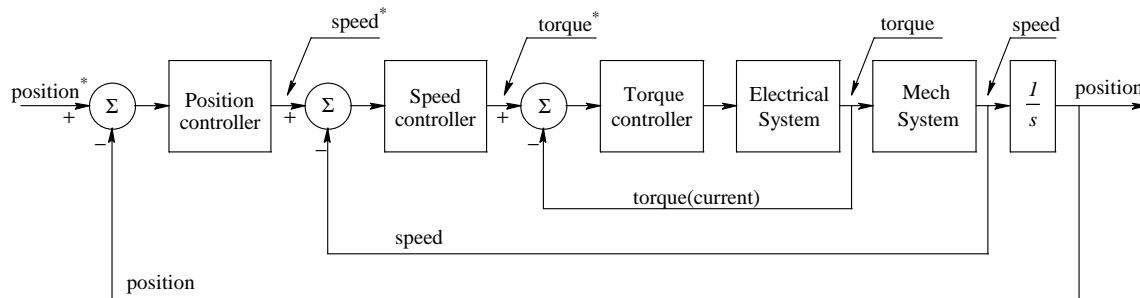 speed*
torque*
torque
speed
position*
Σ
Position
controller
Σ
Speed
controller
Σ
Torque
controller
Electrical
System
Mech
System
1
s
position
+
−
+
−
+
−
torque(current)
speed
position